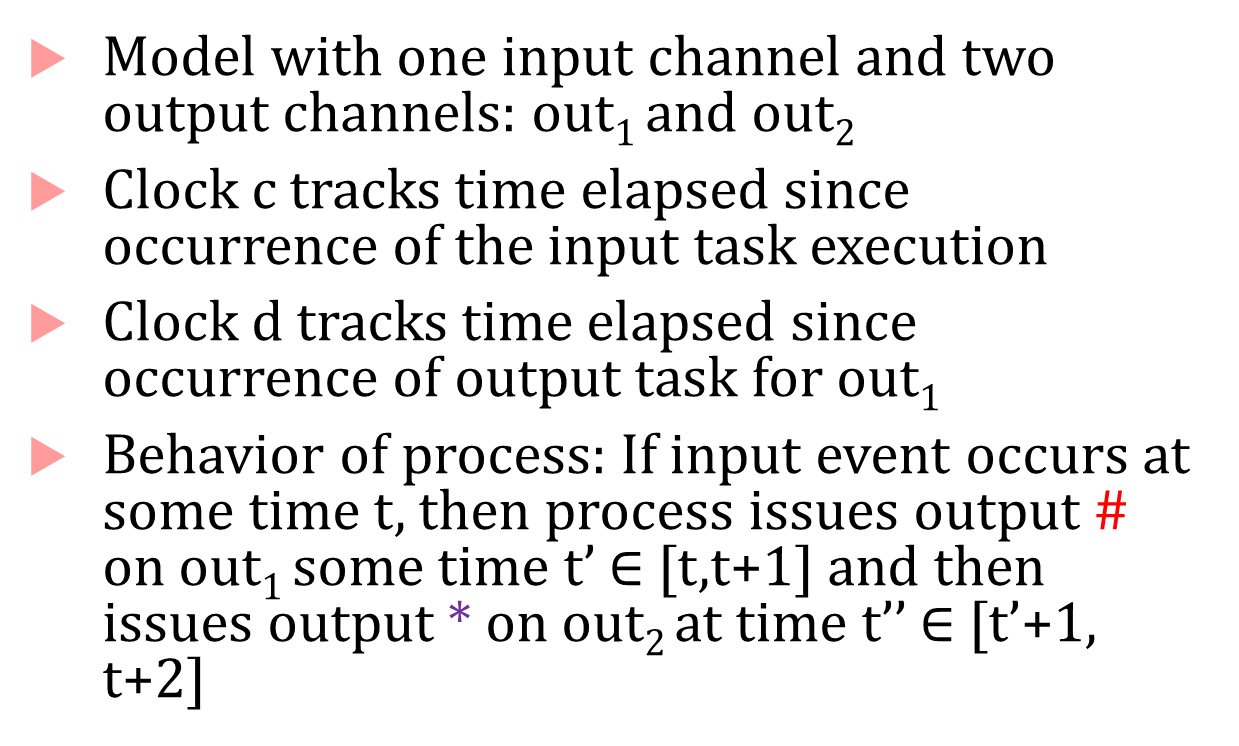 Model with one input channel and two
output channels: out₁ and out₂
Clock c tracks time elapsed since
occurrence of the input task execution
Clock d tracks time elapsed since
occurrence of output task for out₁
Behavior of process: If input event occurs at
some time t, then process issues output #
on out₁ some time t’ ∈ [t,t+1] and then
issues output * on out₂ at time t’’ ∈ [t’+1,
t+2]